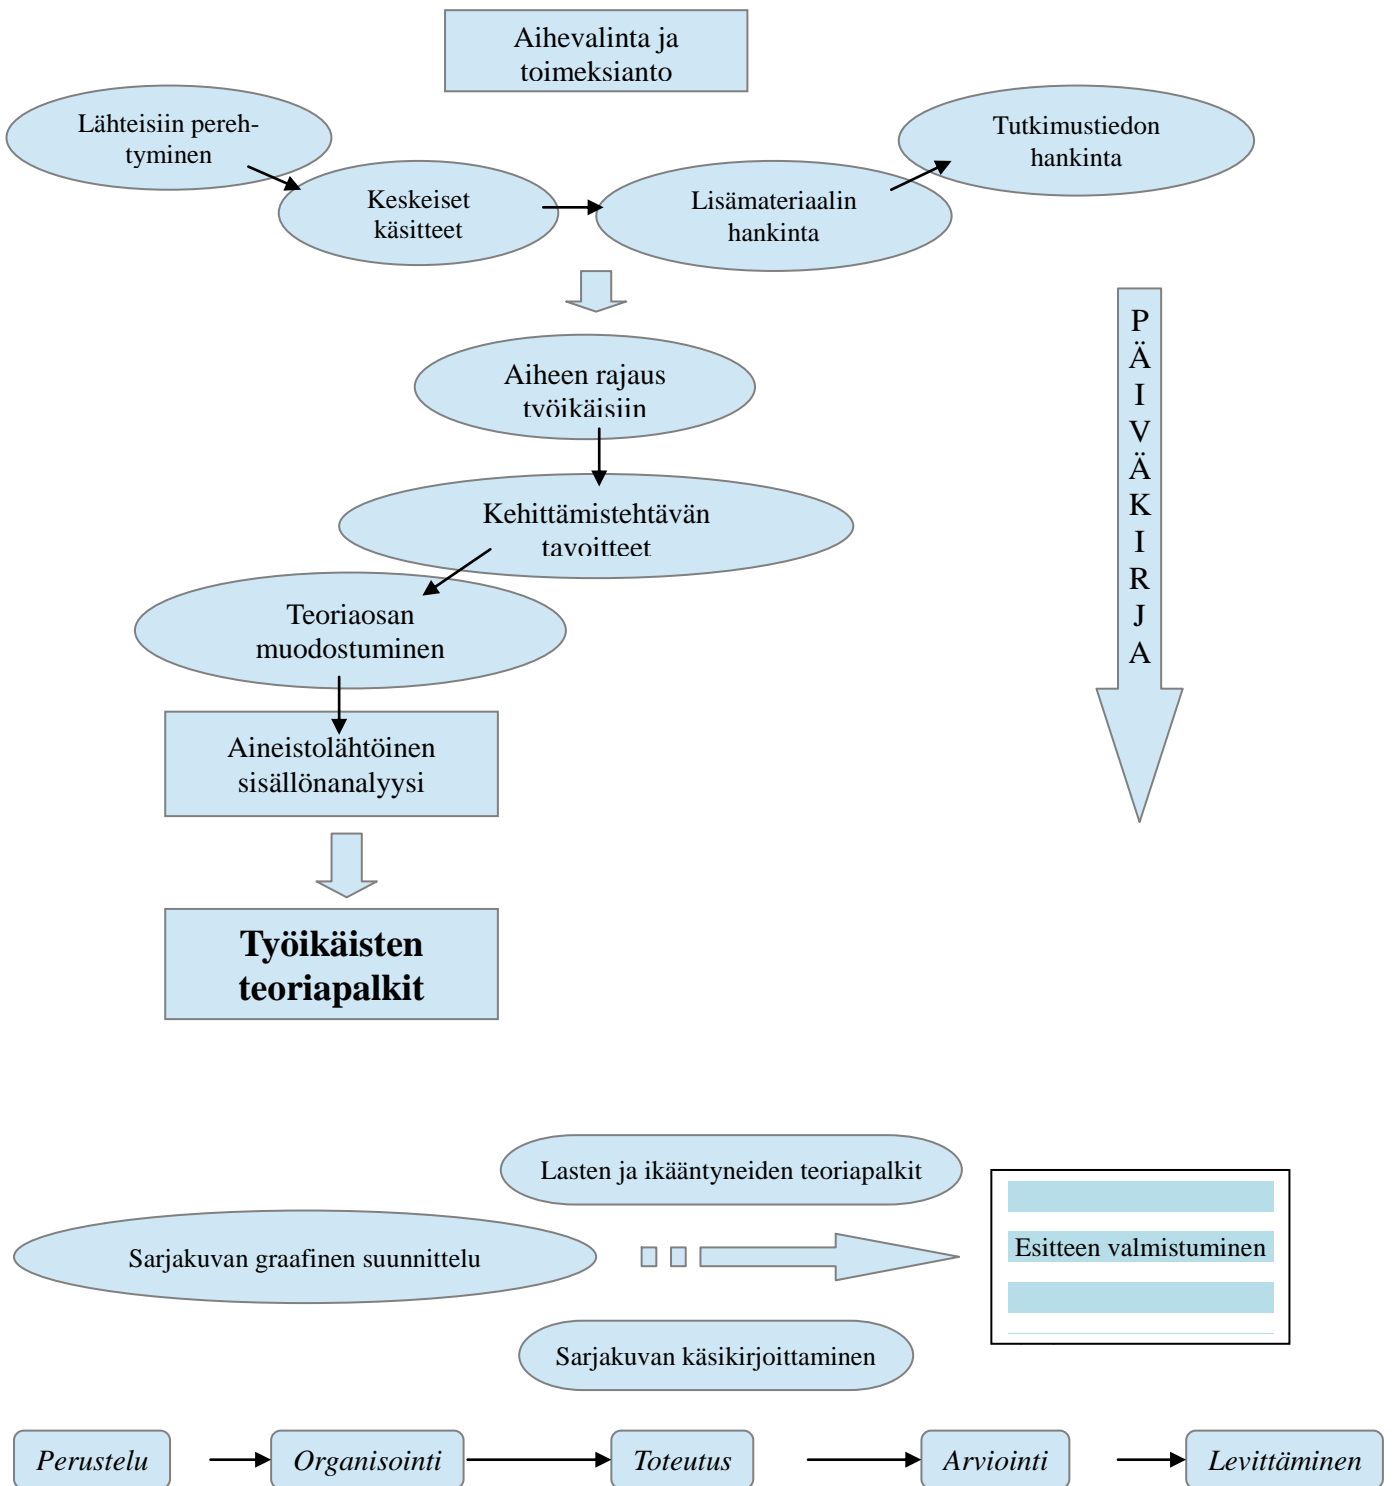 Aihevalinta ja
toimeksianto
Lähteisiin pereh-
tyminen
Keskeiset
käsitteet
Lisämateriaalin
hankinta
Tutkimustiedon
hankinta
Aiheen rajaus
työikäisiin
Kehittämistehtävän
tavoitteet
Teoriaosan
muodostuminen
Aineistolähtöinen
sisällönanalyysi
Työikäisten
teoriapalkit
P
Ä
I
V
Ä
K
I
R
J
A
Lasten ja ikääntyneiden teoriapalkit
Sarjakuvan graafinen suunnittelu
Esitteen valmistuminen
Sarjakuvan käsikirjoittaminen
Perustelu
Organisointi
Toteutus
Arviointi
Levittäminen